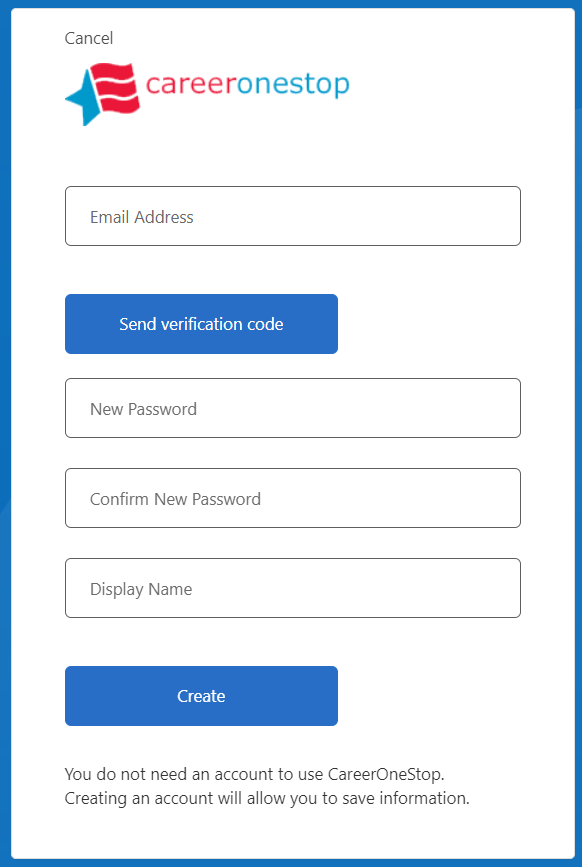 Cancel
careeronestop
Email Address
Send verification code
New Password
Confirm New Password
Display Name
Create
You do not need an account to use CareerOneStop.
Creating an account will allow you to save information.